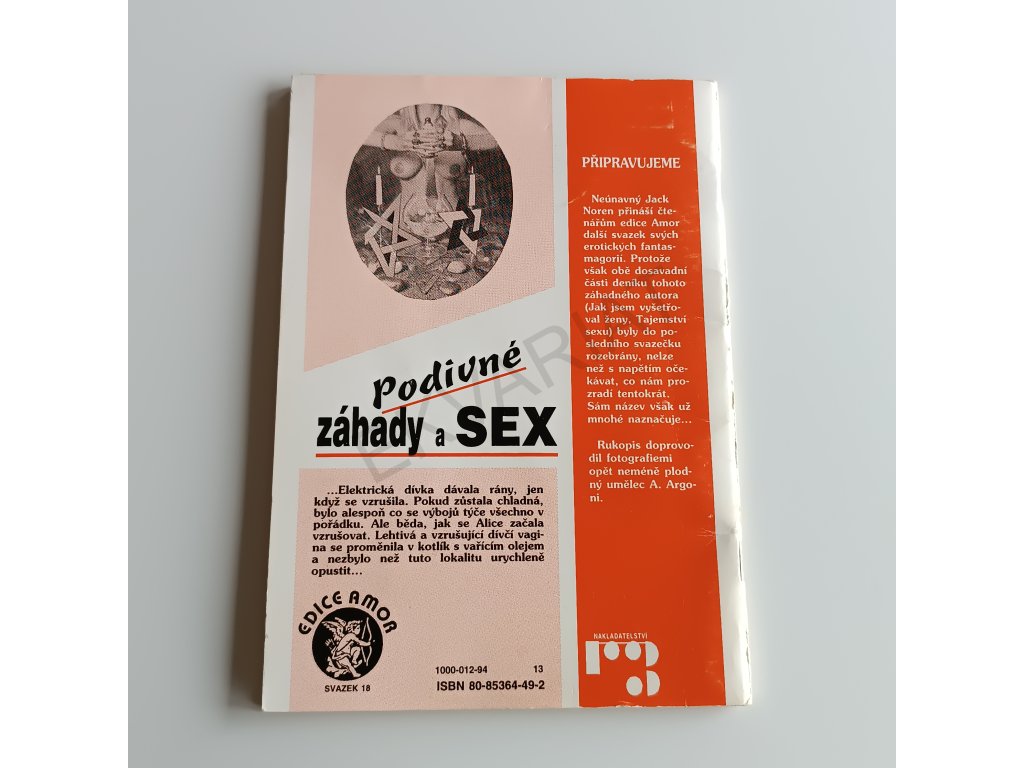 Podivné
záhady a SEX
...Elektrická dívka dávala rány, jen
když se vzrušila. Pokud zůstala chladná,
bylo alespoň co se výbojů týče všechno v
pořádku. Ale běda, jak se Alice začala
vzrušovat. Lehtivá a vzrušující dívčí vagi-
na se proměnila v kotlík s vařícím olejem
a nezbylo než tuto lokalitu urychleně
opustit...
EDICE AMOR
SVAZEK 18
1000-012-94 13
ISBN 80-85364-49-2
PŘIPRAVUJEME
Neúnavný Jack
Noren přináší čte-
nářům edice Amor
další svazek svých
erotických fantas-
magorií. Protože
však obě dosavadní
části deníku tohoto
záhadného autora
(Jak jsem vyšetřo-
val ženy, Tajemství
sexu) byly do po-
sledního svazečku
rozebrány, nelze
než s napětím oče-
kávat, co nám pro-
zradí tentokrát.
Sám název však už
mnohé naznačuje...
Rukopis doprovo-
dil fotografiemi
opět neméně plod-
ný umělec A. Argo-
ni.
NAKLADATELSTVÍ